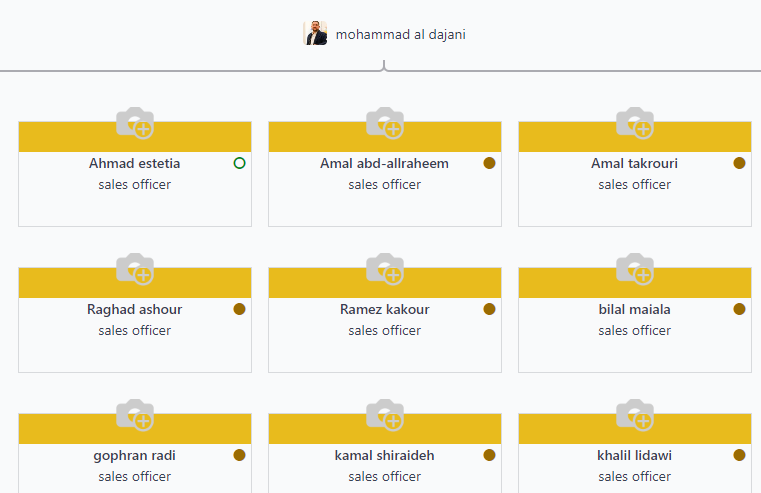 mohammad al dajani
Ahmad estetia
sales officer
Amal abd-allraheem
sales officer
Amal takrouri
sales officer
Raghad ashour
sales officer
Ramez kakour
sales officer
bilal maiala
sales officer
gophran radi
sales officer
kamal shiraideh
sales officer
khalil lidawi
sales officer